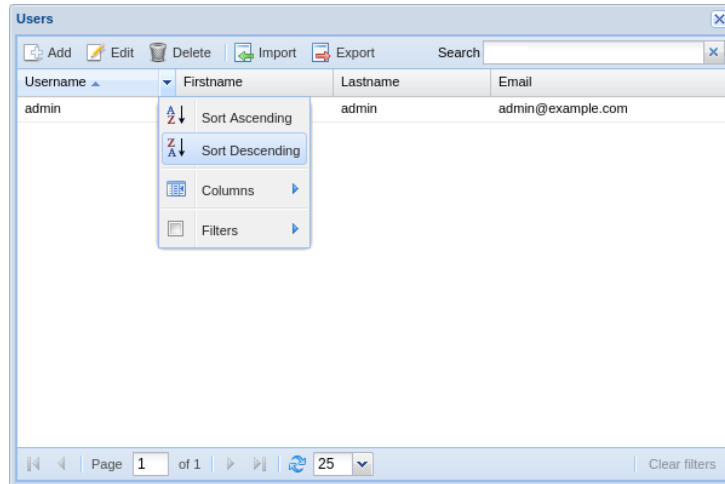 Users
Add Edit Delete Import Export Search
Username Firstname Lastname Email
admin admin admin@example.com
Sort Ascending
Sort Descending
Columns
Filters
Page 1 of 1 25 Clear filters